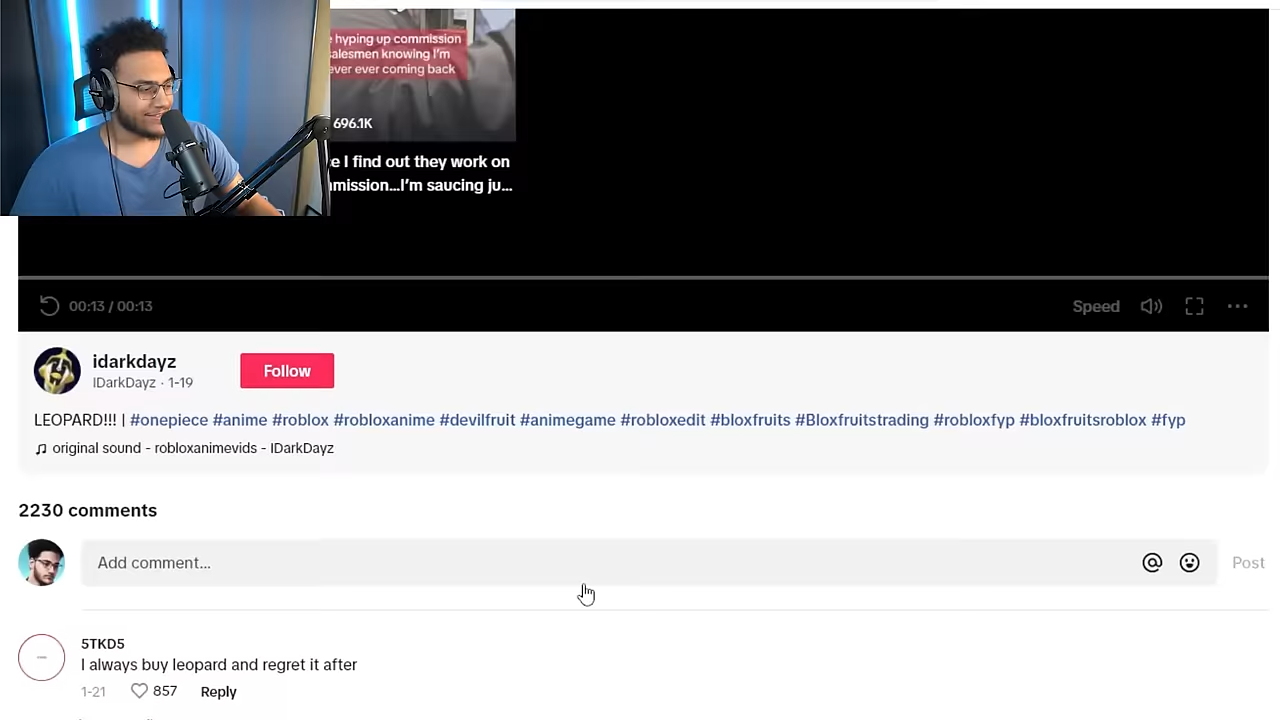 hyping up commission
salesmen knowing I'm
ever ever coming back
696.1K
I find out they work on
mission...I'm saucing ju...
00:13 / 00:13
Speed
idarkdayz
IDarkDayz · 1-19
Follow
LEOPARD!!! | #onepiece #anime #roblox #robloxanime #devilfruit #animegame #robloxedit #bloxfruits #Bloxfruitstrading #robloxfyp #bloxfruitsroblox #fyp
original sound - robloxanimevids - IDarkDayz
2230 comments
Add comment...
Post
5TKD5
I always buy leopard and regret it after
1-21
857
Reply